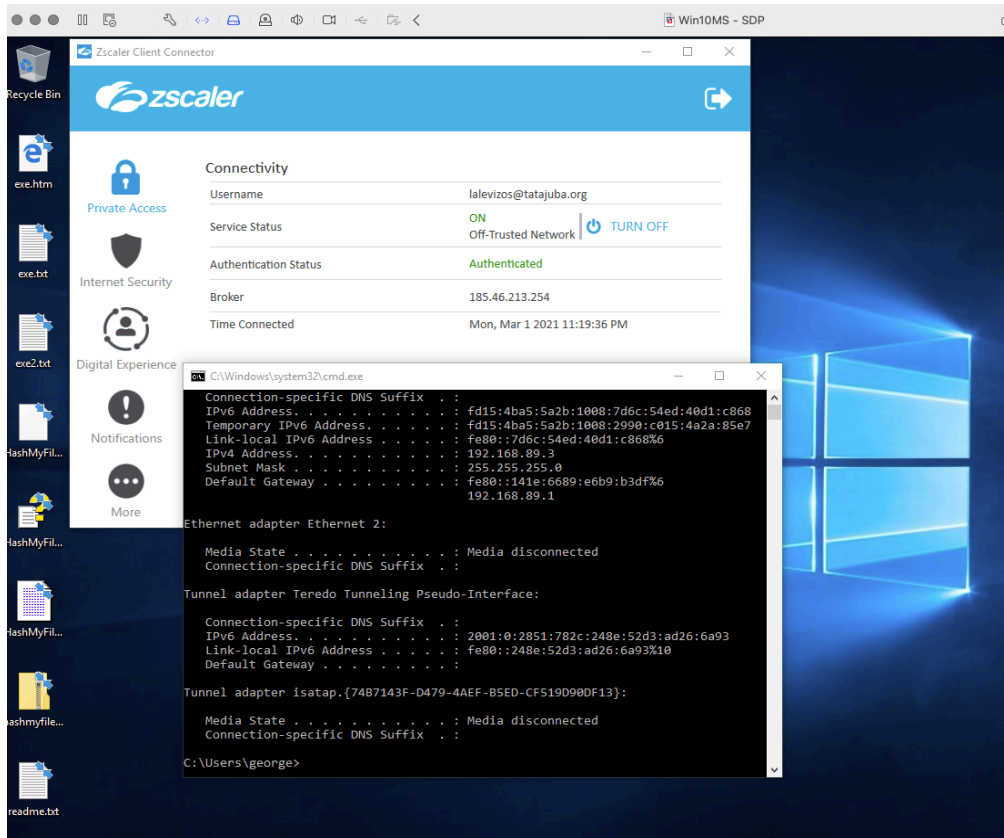 Win10MS - SDP
Zscaler Client Connector
zscaler
Recycle Bin
exe.htm
exe.txt
exe2.txt
HashMyFil...
HashMyFil...
HashMyFil...
hashmyfile...
readme.txt
Private Access
Internet Security
Digital Experience
Notifications
More
Connectivity
Username lalevizos@tatajuba.org
Service Status ON
Off-Trusted Network TURN OFF
Authentication Status Authenticated
Broker 185.46.213.254
Time Connected Mon, Mar 1 2021 11:19:36 PM
C:\Windows\system32\cmd.exe
Connection-specific DNS Suffix  . :
IPv6 Address. . . . . . . . . . . : fd15:4ba5:5a2b:1008:7d6c:54ed:40d1:c868
Temporary IPv6 Address. . . . . . : fd15:4ba5:5a2b:1008:2990:c015:4a2a:85e7
Link-local IPv6 Address . . . . . : fe80::7d6c:54ed:40d1:c868%6
IPv4 Address. . . . . . . . . . . : 192.168.89.3
Subnet Mask . . . . . . . . . . . : 255.255.255.0
Default Gateway . . . . . . . . . : fe80::141e:6689:e6b9:b3df%6
192.168.89.1
Ethernet adapter Ethernet 2:
Media State . . . . . . . . . . . : Media disconnected
Connection-specific DNS Suffix  . :
Tunnel adapter Teredo Tunneling Pseudo-Interface:
Connection-specific DNS Suffix  . :
IPv6 Address. . . . . . . . . . . : 2001:0:2851:782c:248e:52d3:ad26:6a93
Link-local IPv6 Address . . . . . : fe80::248e:52d3:ad26:6a93%10
Default Gateway . . . . . . . . . :
Tunnel adapter isatap.{74B7143F-D479-4AEF-B5ED-CF519D90DF13}:
Media State . . . . . . . . . . . : Media disconnected
Connection-specific DNS Suffix  . :
C:\Users\george>